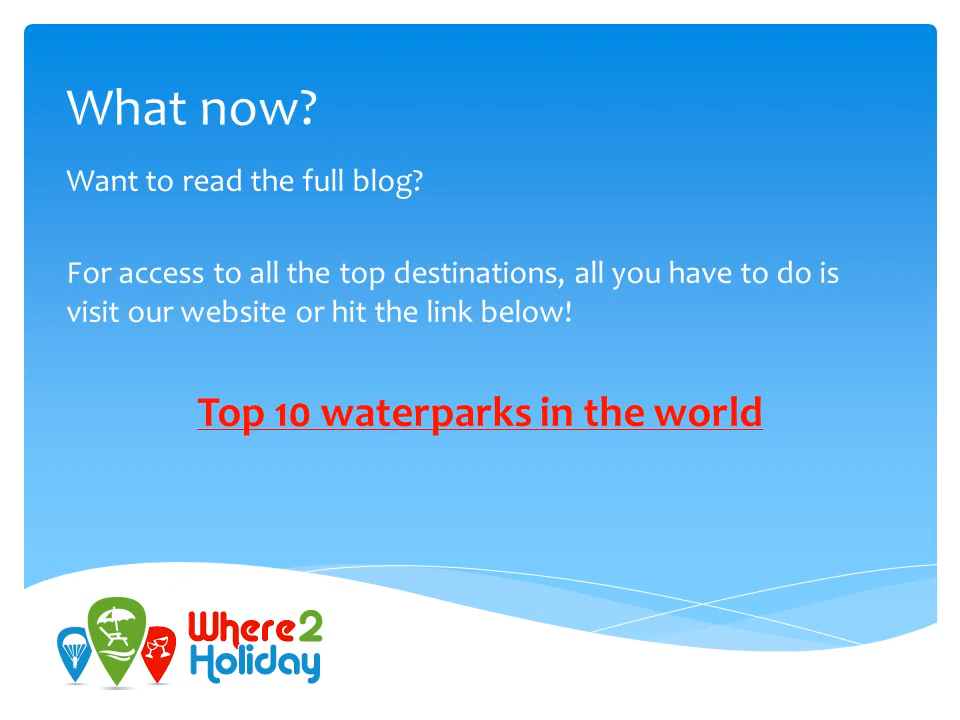 What now?
Want to read the full blog?
For access to all the top destinations, all you have to do is
visit our website or hit the link below!
Top 10 waterparks in the world
Where2
Holiday